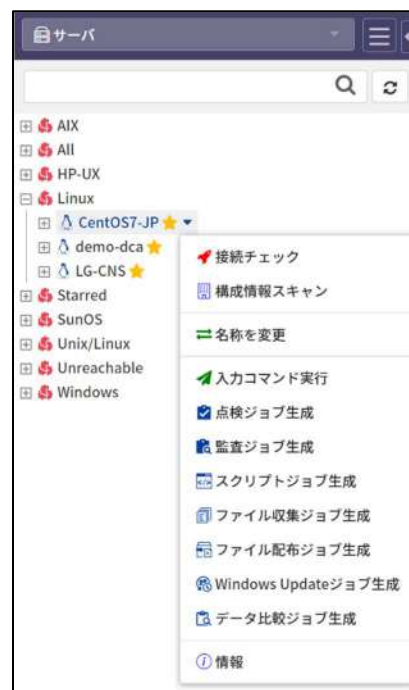 サーバ
AIX
All
HP-UX
Linux
CentOS7-JP
demo-dca
LG-CNS
Starred
SunOS
Unix/Linux
Unreachable
Windows
接続チェック
構成情報スキャン
名称を変更
入力コマンド実行
点検ジョブ生成
監査ジョブ生成
スクリプトジョブ生成
ファイル収集ジョブ生成
ファイル配布ジョブ生成
Windows Updateジョブ生成
データ比較ジョブ生成
情報